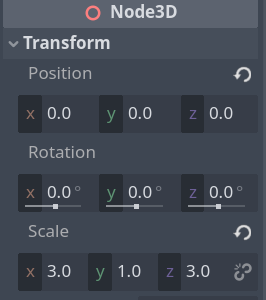 Node3D
Transform
Position
x 0.0 y 0.0 z 0.0
Rotation
x 0.0 ° y 0.0 ° z 0.0 °
Scale
x 3.0 y 1.0 z 3.0